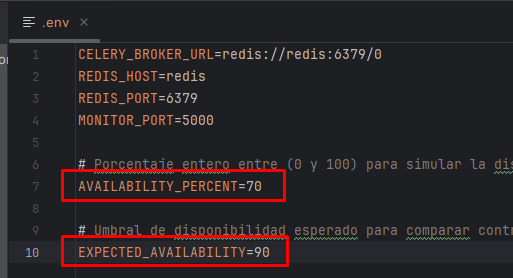 .env
1 CELERY_BROKER_URL=redis://redis:6379/0
2 REDIS_HOST=redis
3 REDIS_PORT=6379
4 MONITOR_PORT=5000
5
6 # Porcentaje entero entre (0 y 100) para simular la
7 AVAILABILITY_PERCENT=70
8
9 # Umbral de disponibilidad esperado para comparar
10 EXPECTED_AVAILABILITY=90